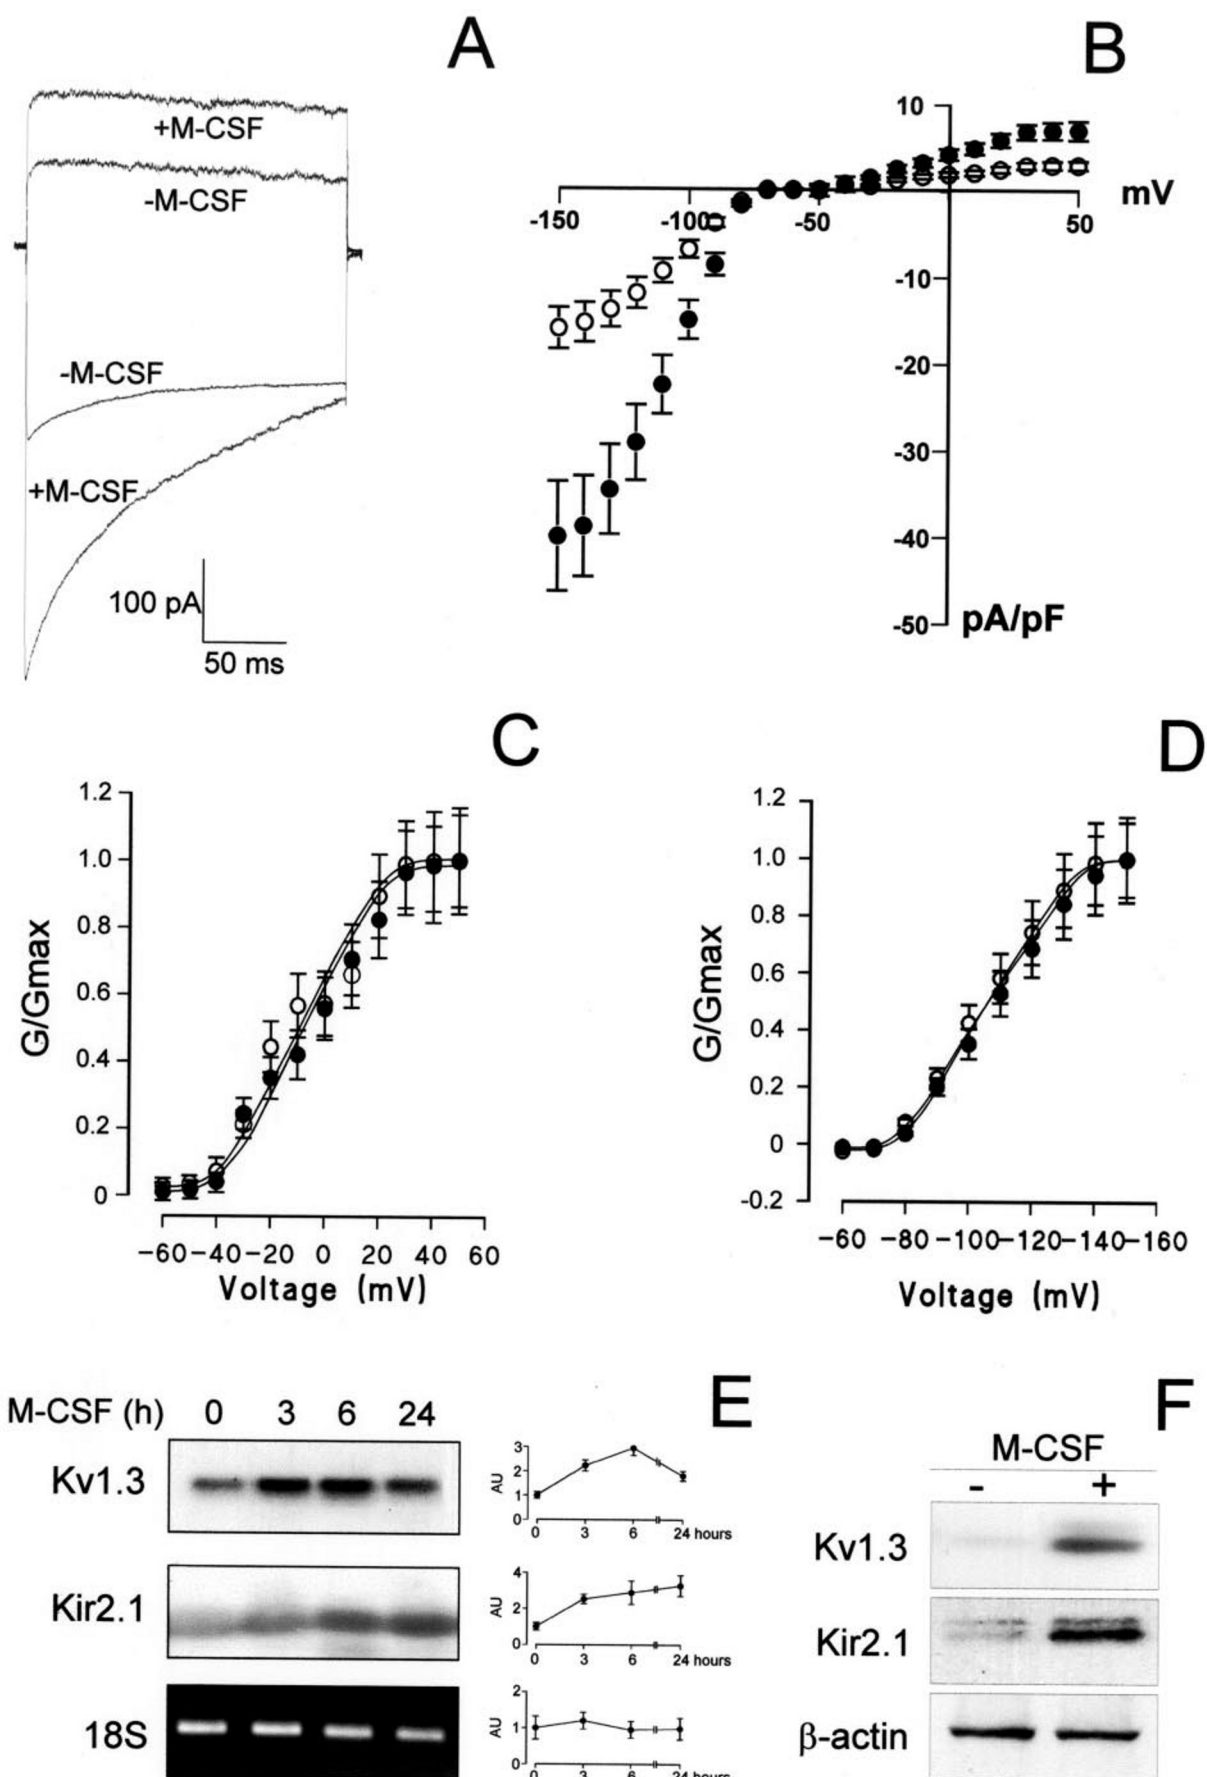 A
B
+M-CSF
-M-CSF
-M-CSF
+M-CSF
100 pA
50 ms
10
mV
-150
-100
-50
50
-10
-20
-30
-40
-50
pA/pF
C
D
1.2
1.0
0.8
0.6
0.4
0.2
0
G/Gmax
-60 -40 -20 0 20 40 60
Voltage (mV)
1.2
1.0
0.8
0.6
0.4
0.2
0
-0.2
G/Gmax
-60 -80 -100 -120 -140 -160
Voltage (mV)
E
F
M-CSF (h) 0 3 6 24
Kv1.3
3
2
1
0
AU
0 3 6 24 hours
Kir2.1
4
2
0
AU
0 3 6 24 hours
18S
2
1
0
AU
0 3 6 24 hours
M-CSF
- +
Kv1.3
Kir2.1
β-actin